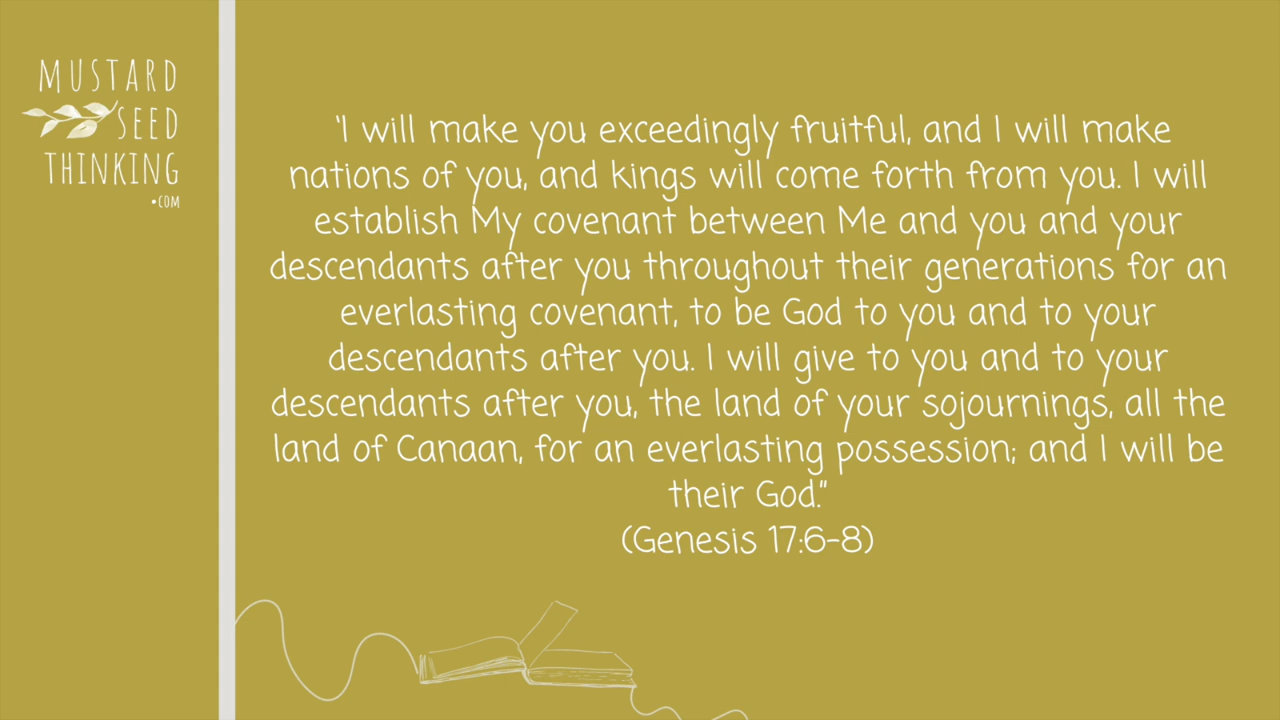 MUSTARD
SEED
THINKING
•COM
"I will make you exceedingly fruitful, and I will make
nations of you, and kings will come forth from you. I will
establish My covenant between Me and you and your
descendants after you throughout their generations for an
everlasting covenant, to be God to you and to your
descendants after you. I will give to you and to your
descendants after you, the land of your sojournings, all the
land of Canaan, for an everlasting possession; and I will be
their God."
(Genesis 17:6-8)